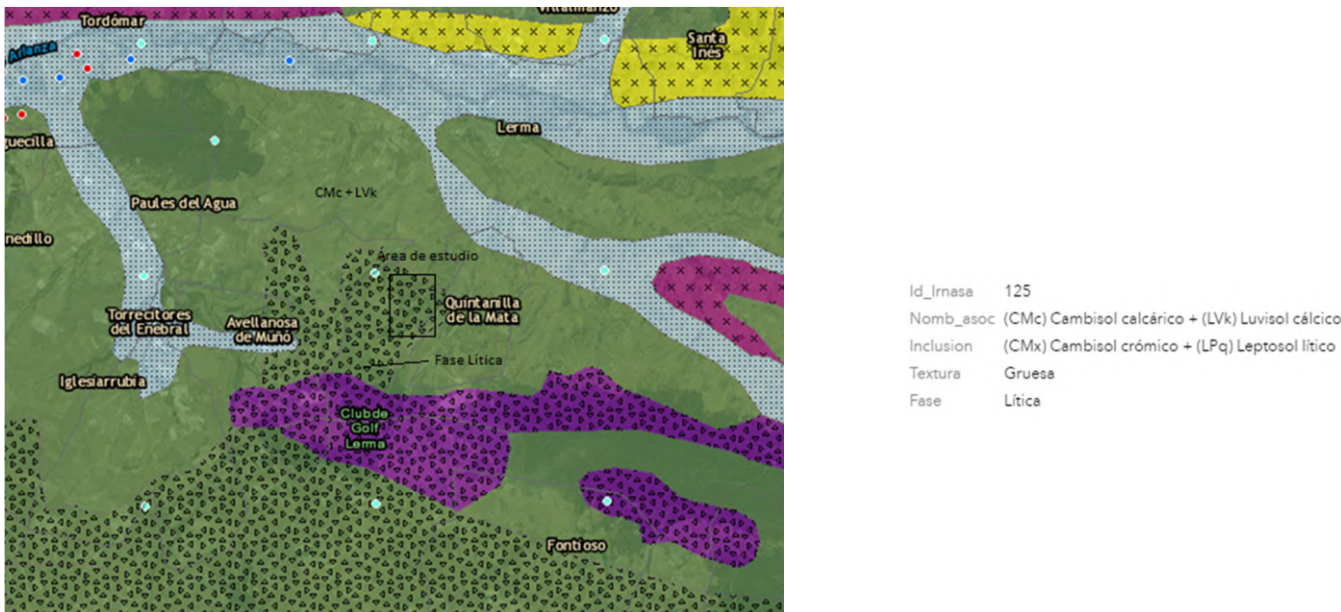 Tordómar
Villalmanzo
Santa
Inés
Arlanza
guecilla
Lerma
CMc + LVk
Paules del Agua
nedillo
Área de estudio
Quintanilla
de la Mata
Torrecitores
del Enebral
Avellanosa
de Muñó
Fase Lítica
Iglesiarrubia
Club de
Golf
Lerma
Fontioso
Id_Irnasa 125
Nomb_asoc (CMc) Cambisol calcárico + (LVk) Luvisol cálcico
Inclusion (CMx) Cambisol crómico + (LPq) Leptosol lítico
Textura Gruesa
Fase Lítica